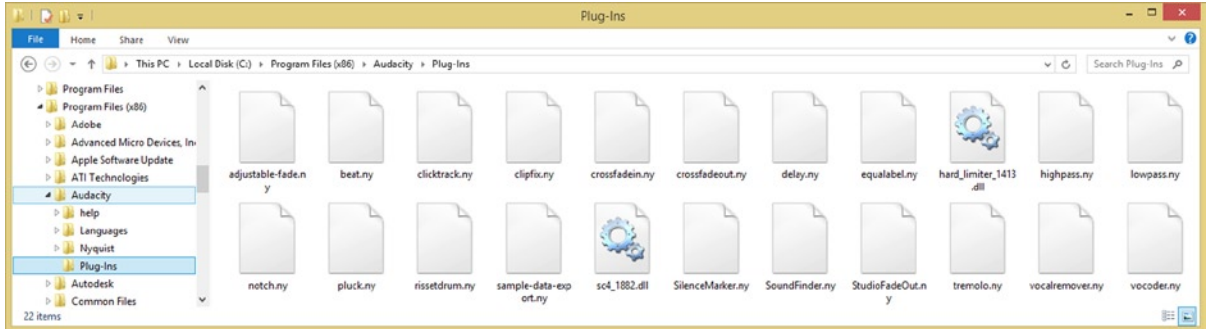 Plug-Ins
File Home Share View
This PC Local Disk (C:) Program Files (x86) Audacity Plug-Ins
Search Plug-Ins
Program Files
Program Files (x86)
Adobe
Advanced Micro Devices, In
Apple Software Update
ATI Technologies
Audacity
help
Languages
Nyquist
Plug-Ins
Autodesk
Common Files
adjustable-fade.n
y
beat.ny
clicktrack.ny
clipfix.ny
crossfadein.ny
crossfadeout.ny
delay.ny
equalabel.ny
hard_limiter_1413
.dll
highpass.ny
lowpass.ny
notch.ny
pluck.ny
rissetdrum.ny
sample-data-exp
ort.ny
sc4_1882.dll
SilenceMarker.ny
SoundFinder.ny
StudioFadeOut.n
y
tremolo.ny
vocalremover.ny
vocoder.ny
22 items